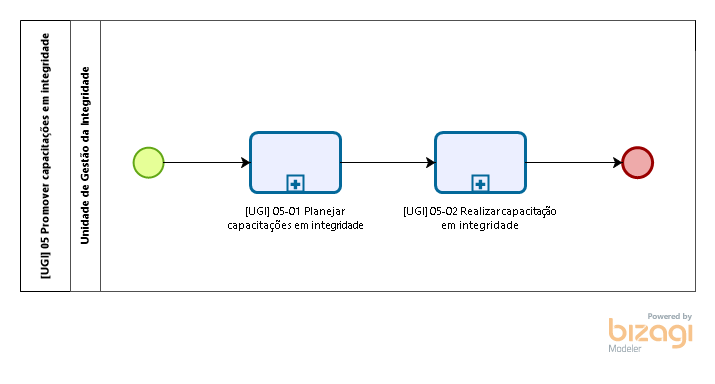 [UGI] 05 Promover capacitações em integridade
Unidade de Gestão da Integridade
[UGI] 05-01 Planejar
capacitações em integridade
[UGI] 05-02 Realizar capacitação
em integridade
Powered by
bizagi
Modeler